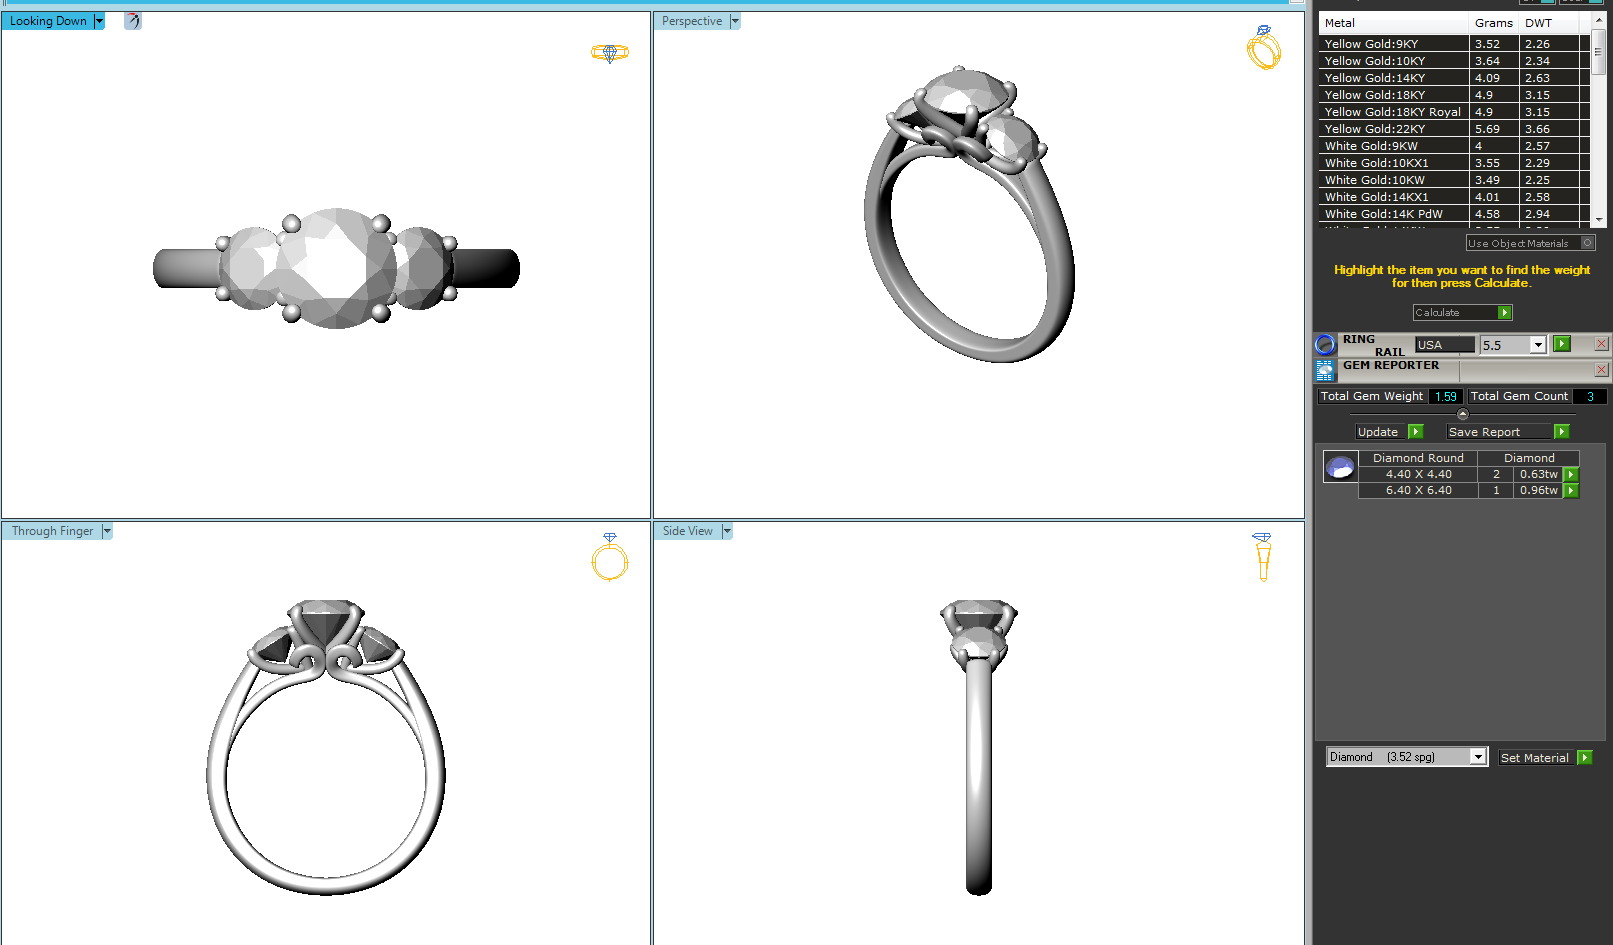 Looking Down
Perspective
Through Finger
Side View
Metal Grams DWT
Yellow Gold:9KY 3.52 2.26
Yellow Gold:10KY 3.64 2.34
Yellow Gold:14KY 4.09 2.63
Yellow Gold:18KY 4.9 3.15
Yellow Gold:18KY Royal 4.9 3.15
Yellow Gold:22KY 5.69 3.66
White Gold:9KW 4 2.57
White Gold:10KX1 3.55 2.29
White Gold:10KW 3.49 2.25
White Gold:14KX1 4.01 2.58
White Gold:14K PdW 4.58 2.94
Use Object Materials
Highlight the item you want to find the weight
for then press Calculate.
Calculate
RING
RAIL USA 5.5
GEM REPORTER
Total Gem Weight 1.59 Total Gem Count 3
Update Save Report
Diamond Round Diamond
4.40 X 4.40 2 0.63tw
6.40 X 6.40 1 0.96tw
Diamond (3.52 spg) Set Material